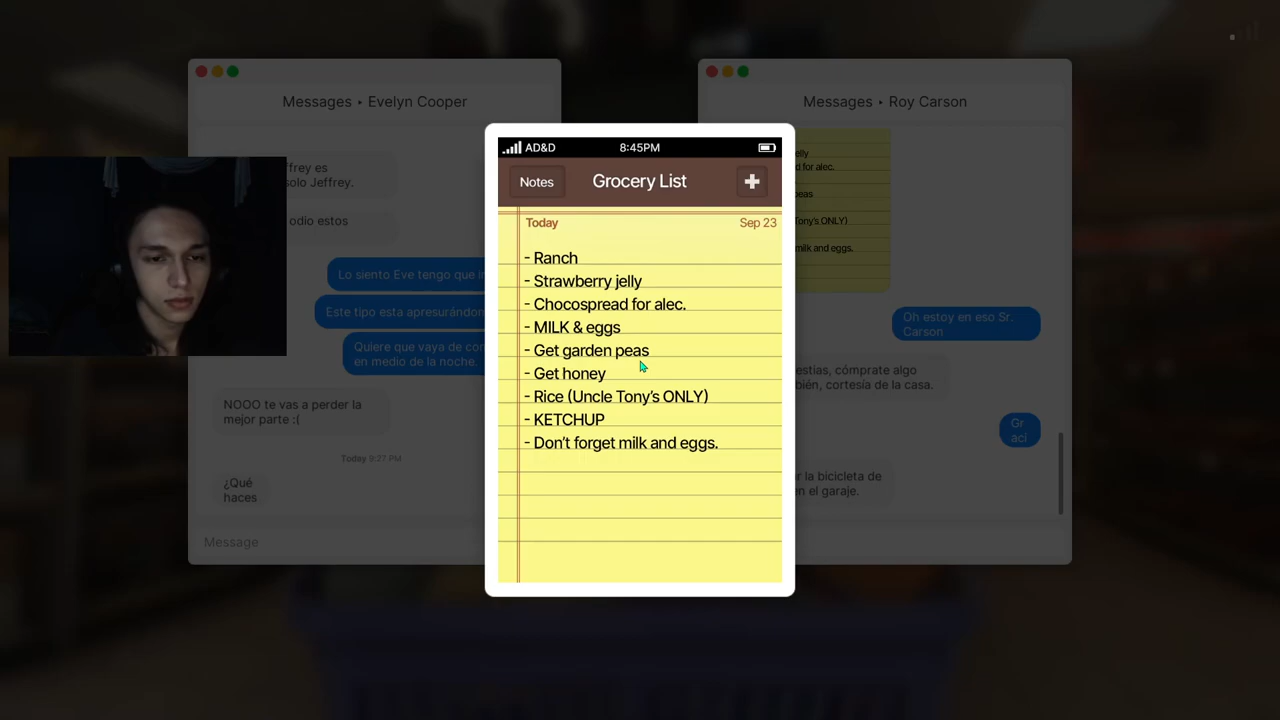 Messages ‣ Evelyn Cooper
ffrey es
solo Jeffrey.
odio estos
Lo siento Eve tengo que i
Este tipo esta apresurándon
Quiere que vaya de co
en medio de la noche.
NOOO te vas a perder la
mejor parte :(
Today 9:27 PM
¿Qué
haces
Message
AD&D
8:45PM
Notes
Grocery List
Today
Sep 23
- Ranch
- Strawberry jelly
- Chocospread for alec.
- MILK & eggs
- Get garden peas
- Get honey
- Rice (Uncle Tony's ONLY)
- KETCHUP
- Don't forget milk and eggs.
Messages ‣ Roy Carson
elly
d for alec.
peas
Tony's ONLY)
milk and eggs.
Oh estoy en eso Sr.
Carson
estias, cómprate algo
bién, cortesía de la casa.
Gr
aci
r la bicicleta de
en el garaje.